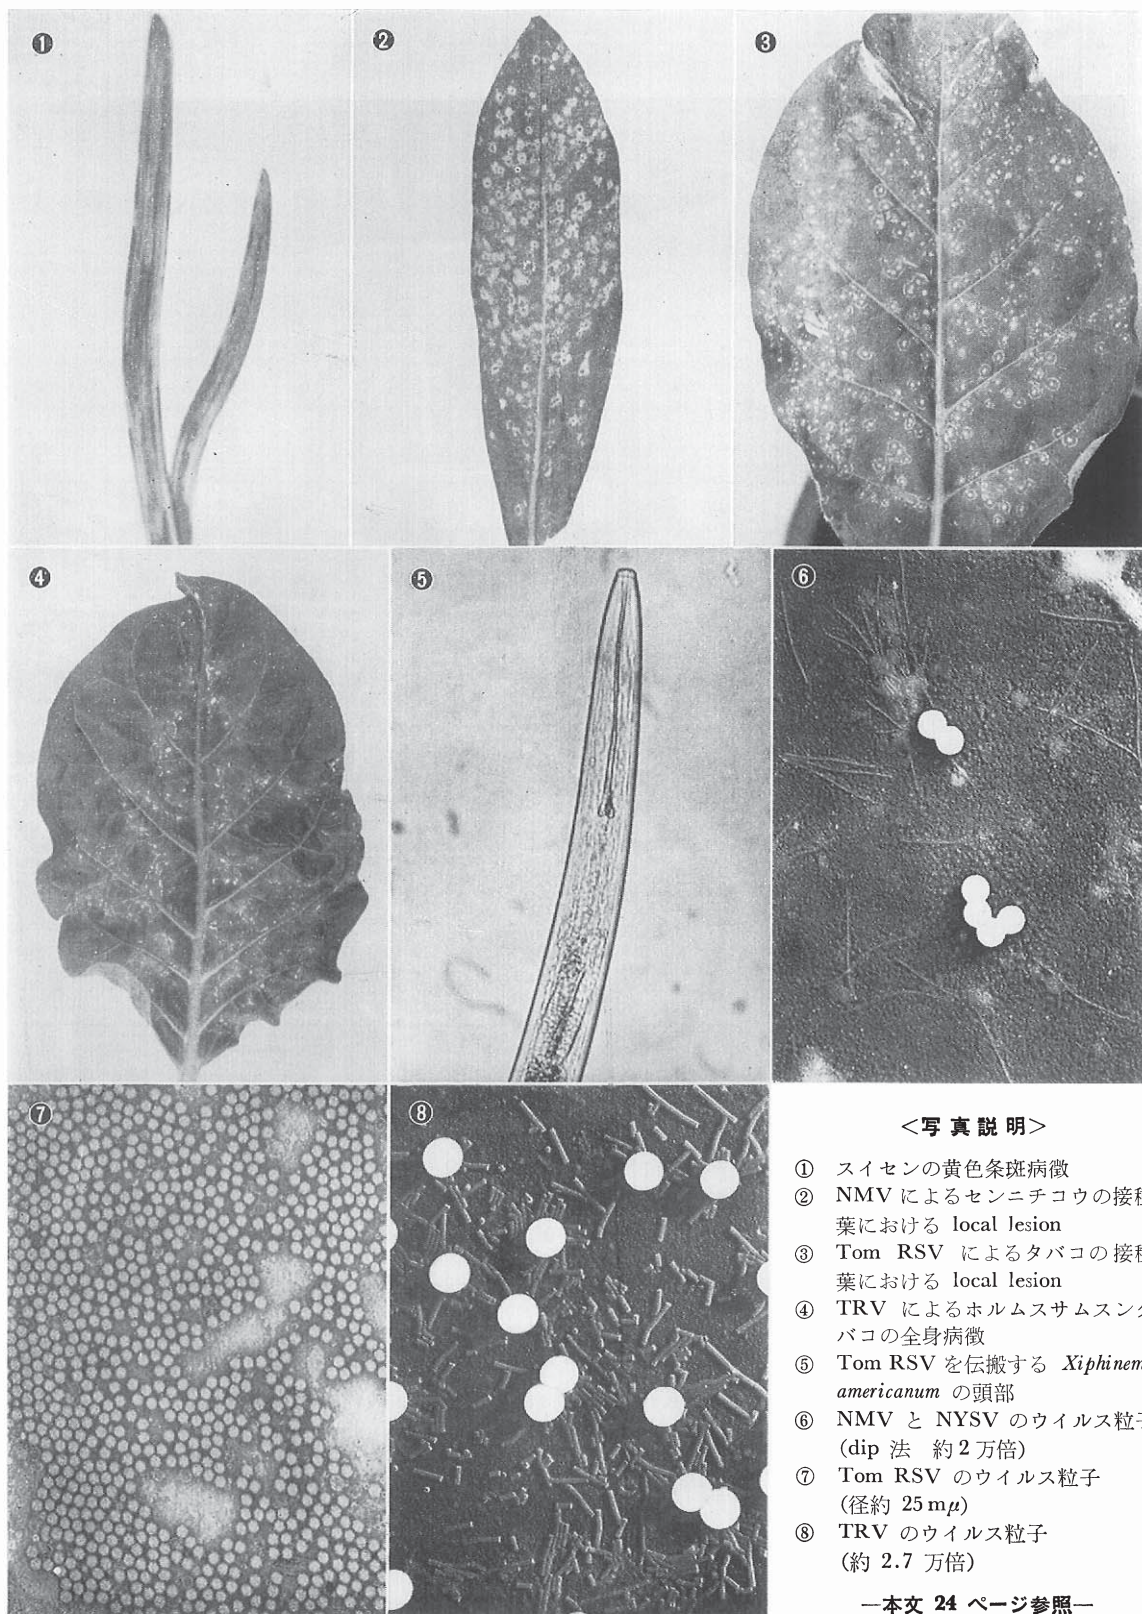 ①
②
③
④
⑤
⑥
⑦
⑧
<写真説明>
① スイセンの黄色条斑病徴
② NMV によるセンニチコウの接
葉における local lesion
③ Tom RSV によるタバコの接
葉における local lesion
④ TRV によるホルムスサムスン
バコの全身病徴
⑤ Tom RSV を伝搬する Xiphinem
americanum の頭部
⑥ NMV と NYSV のウイルス粒
(dip 法 約2万倍)
⑦ Tom RSV のウイルス粒子
(径約 25 mμ)
⑧ TRV のウイルス粒子
(約 2.7 万倍)
—本文 24 ページ参照—